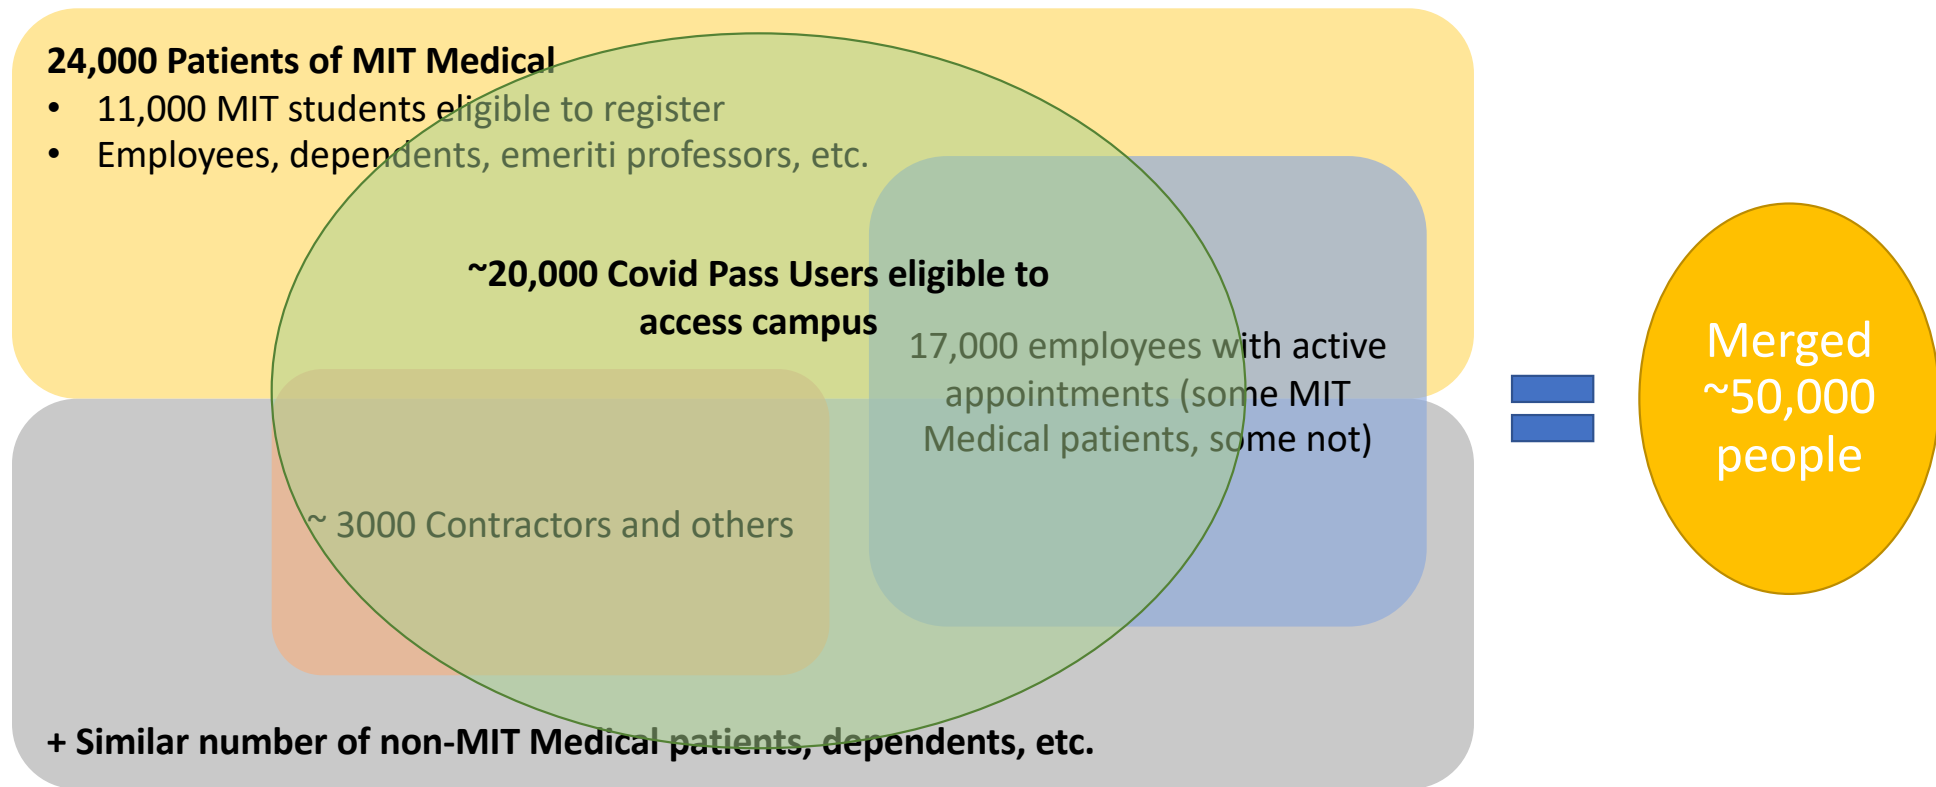 24,000 Patients of MIT Medical
• 11,000 MIT students eligible to register
• Employees, dependents, emeriti professors, etc.
~20,000 Covid Pass Users eligible to
access campus
17,000 employees with active
appointments (some MIT
Medical patients, some not)
~ 3000 Contractors and others
+ Similar number of non-MIT Medical patients, dependents, etc.
Merged
~50,000
people